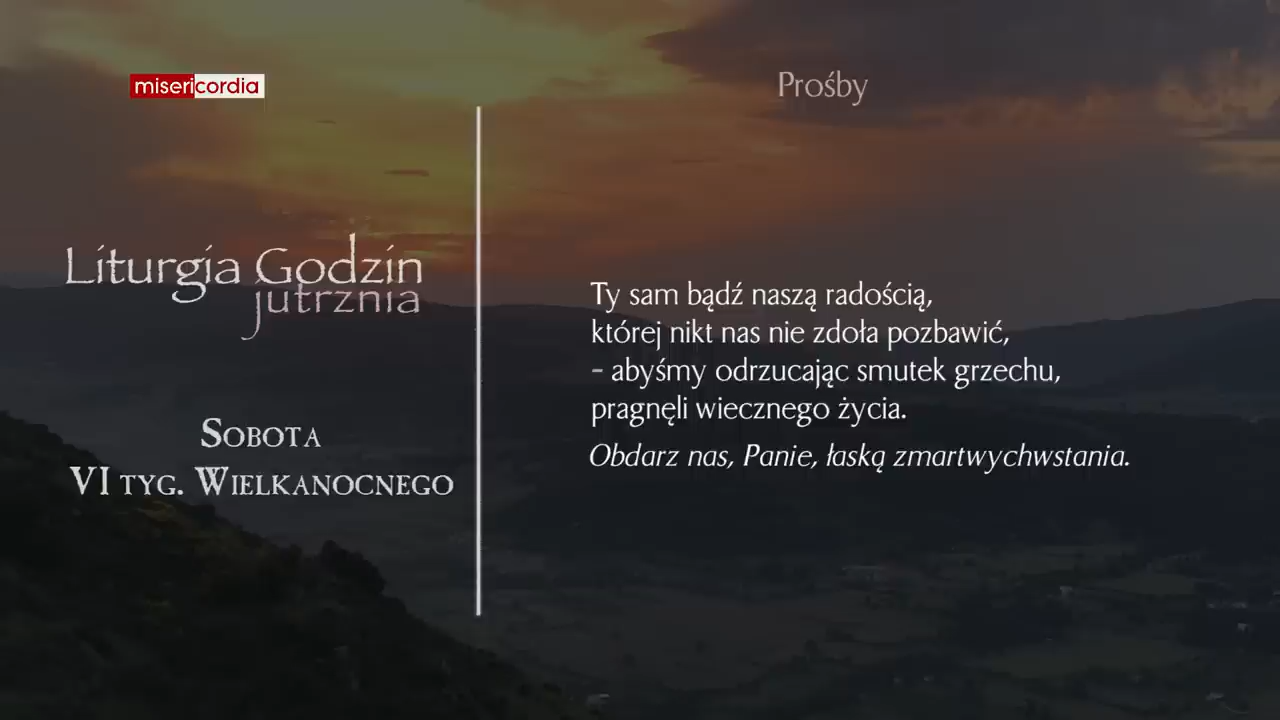 misericordia
Prośby
Liturgia Godzin
jutrznia
Sobota
VI tyg. Wielkanocnego
Ty sam bądź naszą radością,
której nikt nas nie zdoła pozbawić,
- abyśmy odrzucając smutek grzechu,
pragnęli wiecznego życia.
Obdarz nas, Panie, łaską zmartwychwstania.